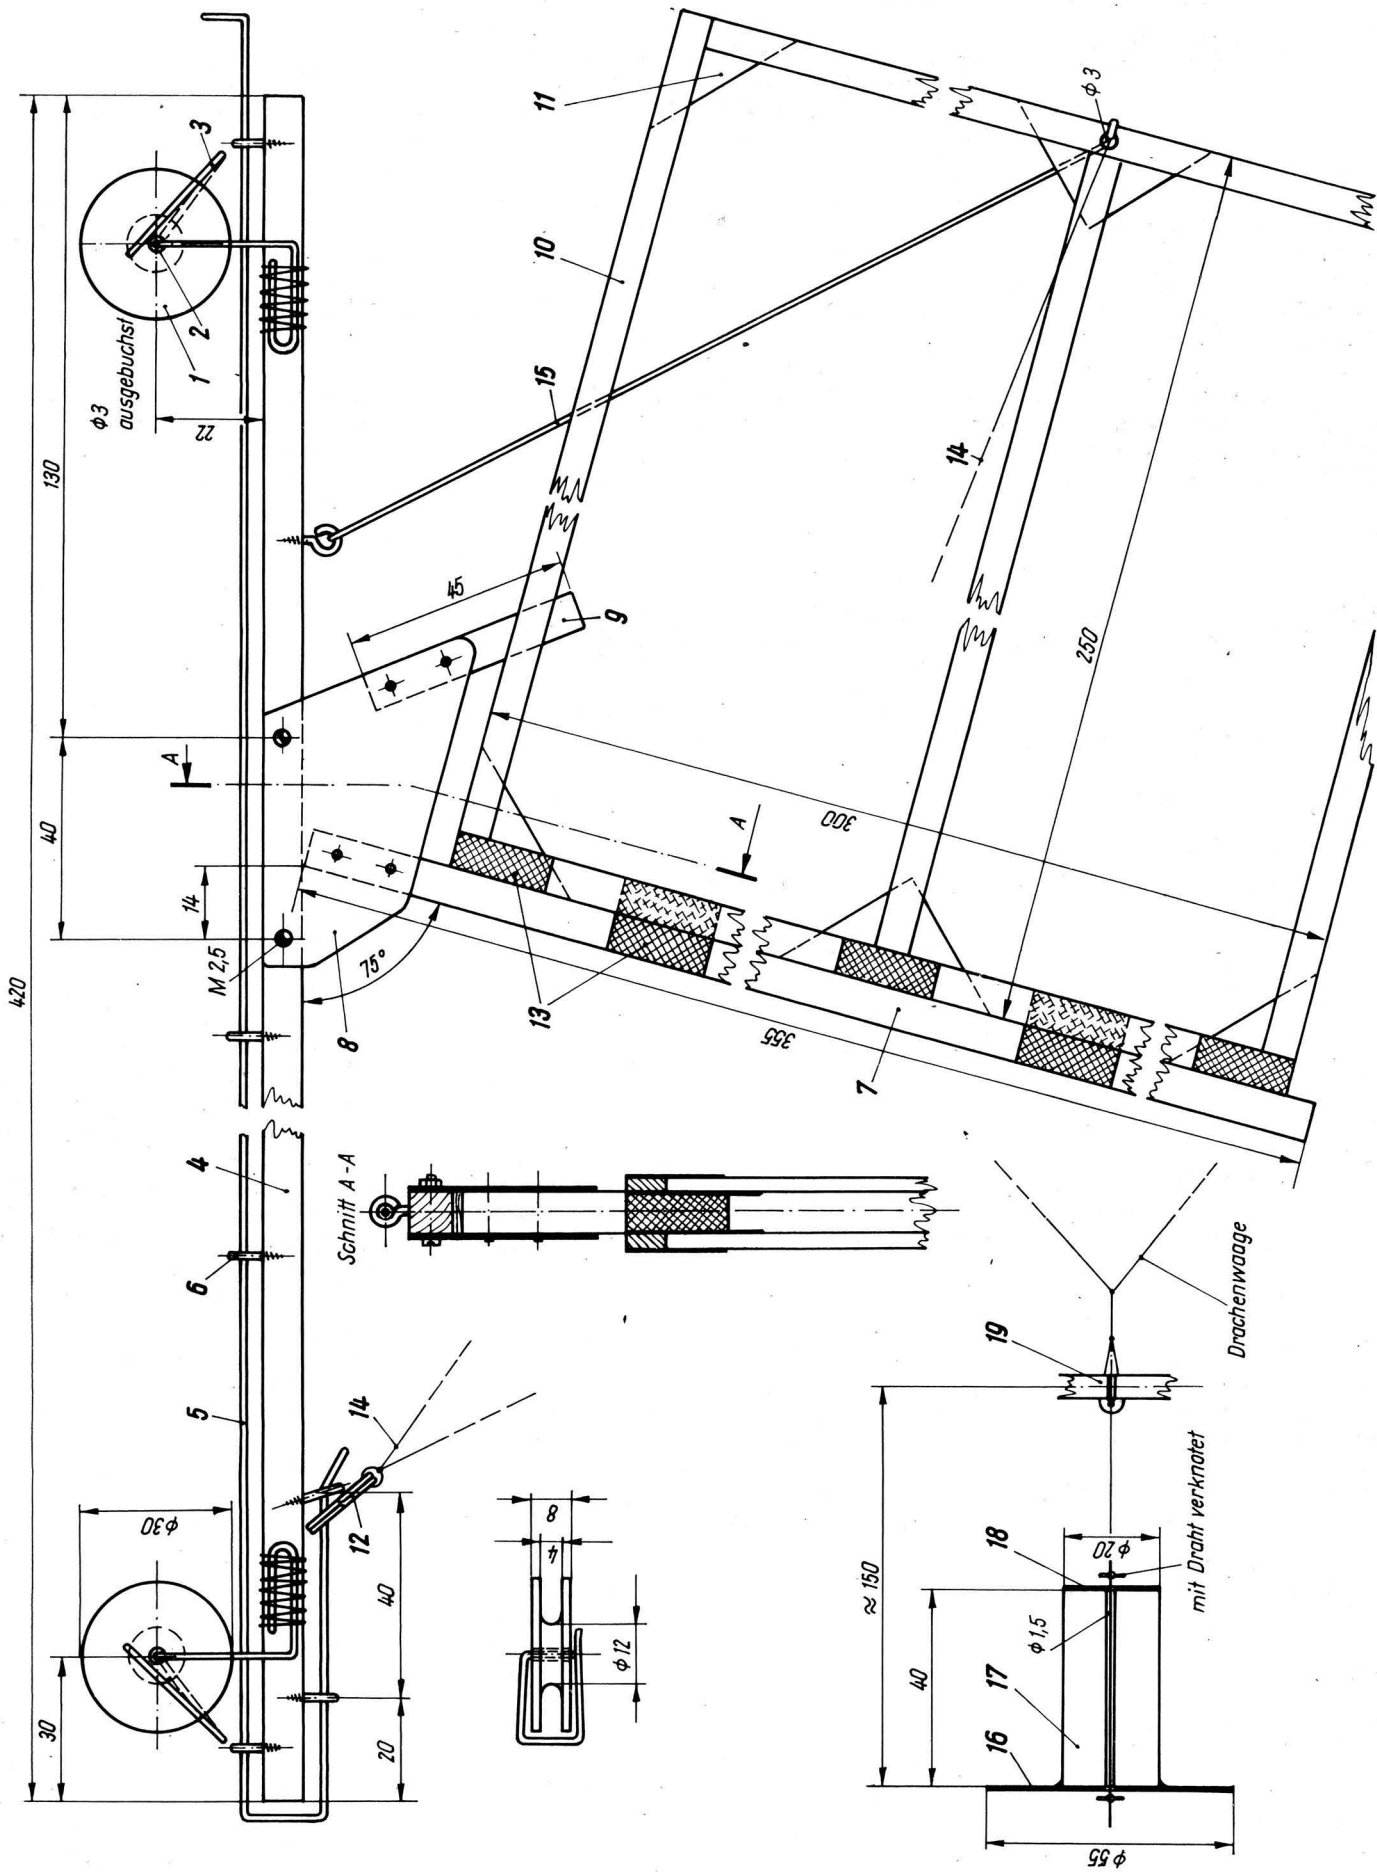 420
130
40
14
30
Φ3
ausgebuchst
22
1
2
3
M 2,5
A
45
9
8
75°
10
11
Φ3
15
14
250
300
A
13
355
7
4
5
6
Φ30
12
14
40
20
Schnitt A-A
8
4
Φ12
19
Drachenwaage
≈150
40
18
Φ20
Φ1,5
17
16
mit Draht verknotet
Φ55